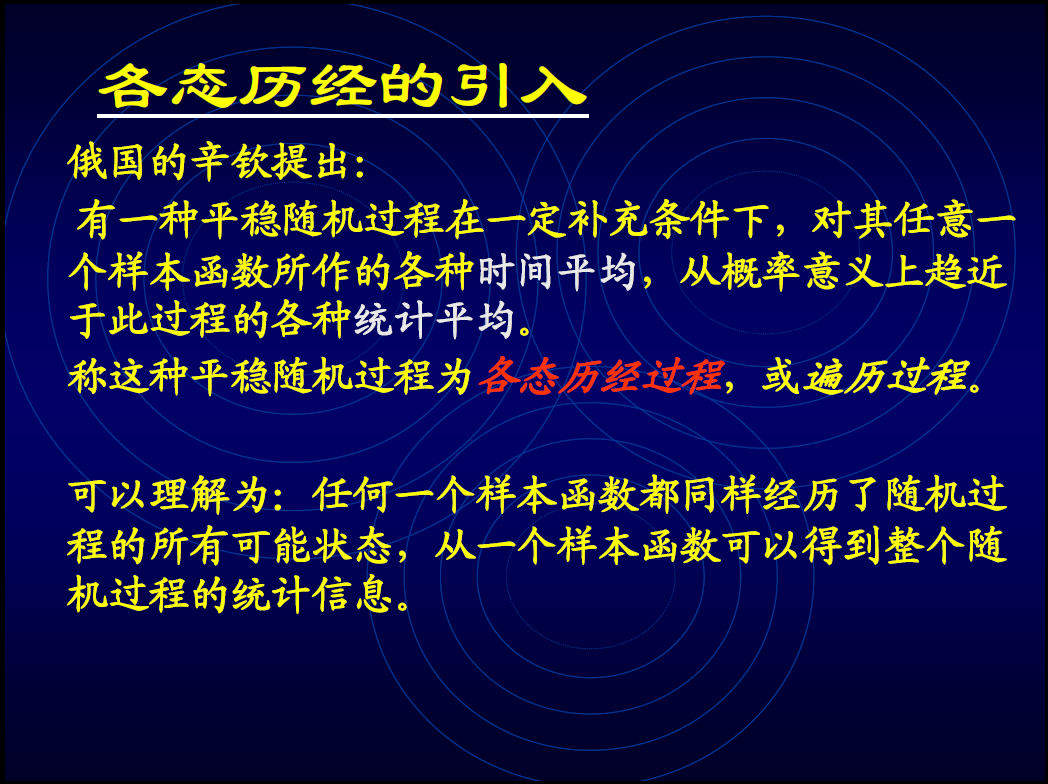 各态历经的引入
俄国的辛钦提出：
有一种平稳随机过程在一定补充条件下，对其任意一
个样本函数所作的各种时间平均，从概率意义上趋近
于此过程的各种统计平均。
称这种平稳随机过程为各态历经过程，或遍历过程。
可以理解为：任何一个样本函数都同样经历了随机过
程的所有可能状态，从一个样本函数可以得到整个随
机过程的统计信息。